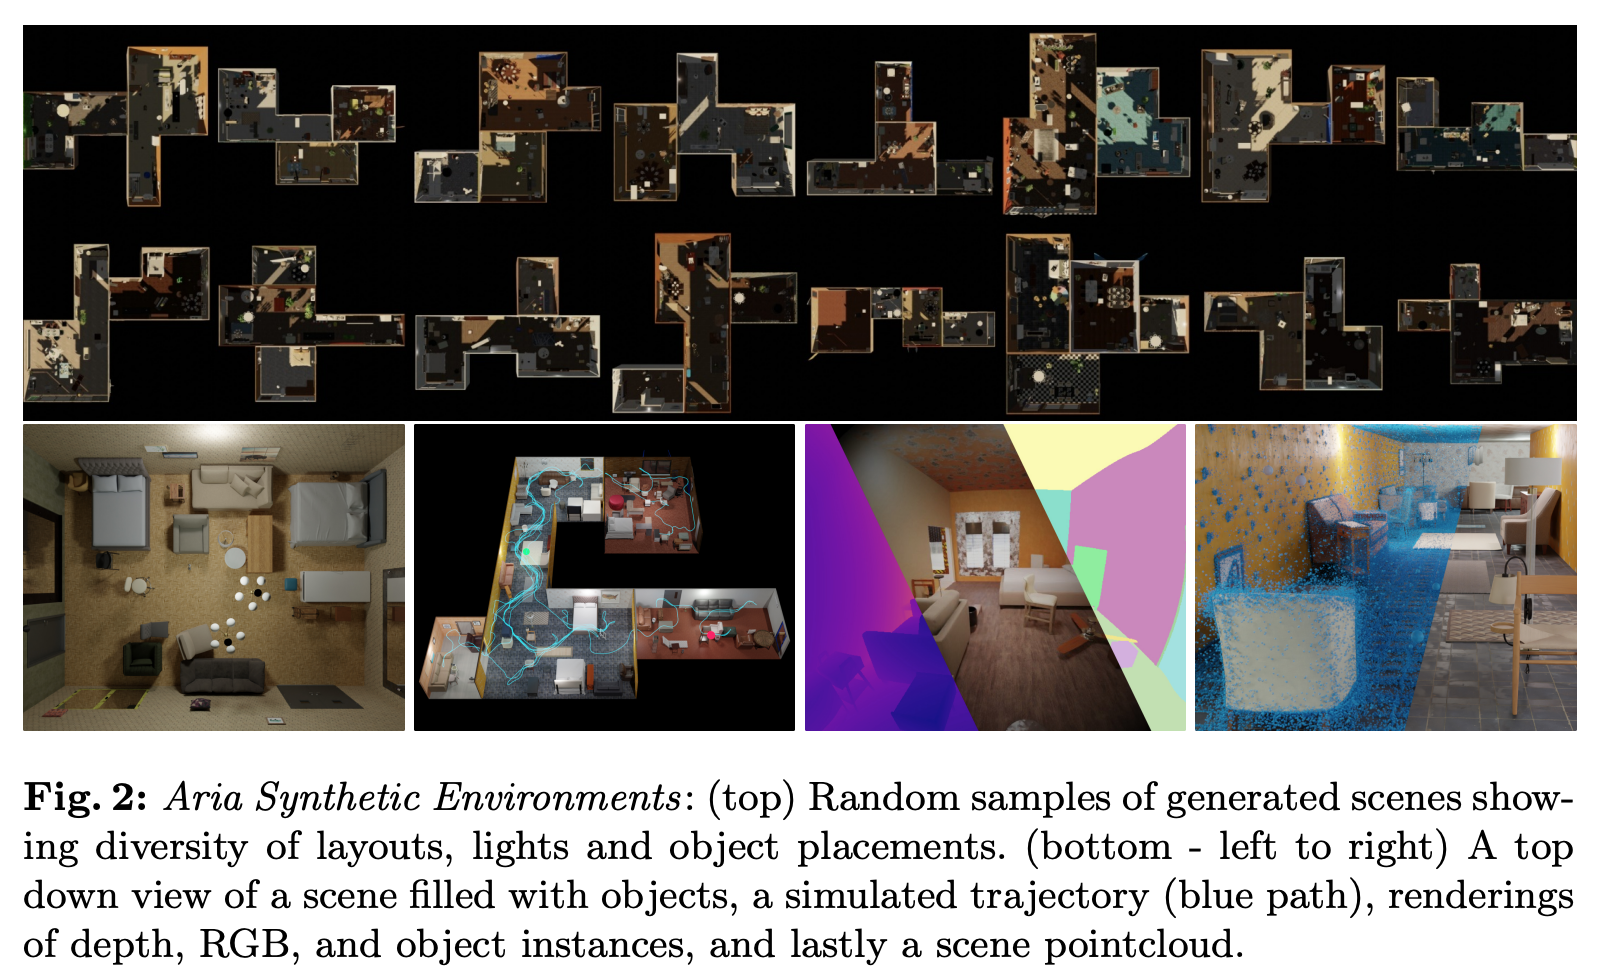 Fig. 2: Aria Synthetic Environments: (top) Random samples of generated scenes show-
ing diversity of layouts, lights and object placements. (bottom - left to right) A top
down view of a scene filled with objects, a simulated trajectory (blue path), renderings
of depth, RGB, and object instances, and lastly a scene pointcloud.